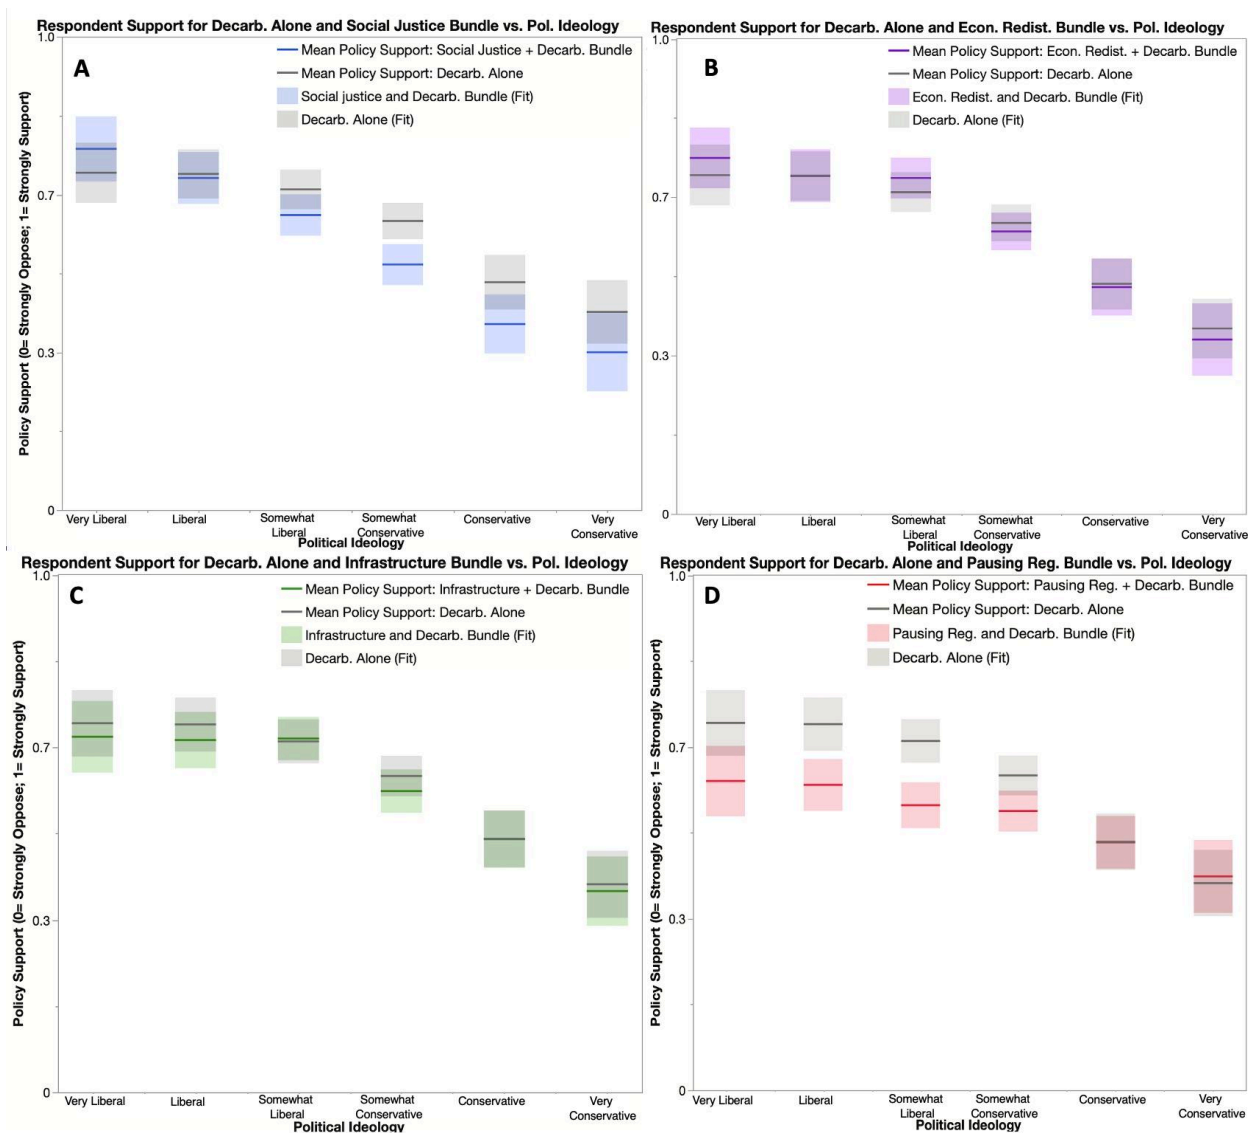 Respondent Support for Decarb. Alone and Social Justice Bundle vs. Pol. Ideology
A
Mean Policy Support: Social Justice + Decarb. Bundle
Mean Policy Support: Decarb. Alone
Social justice and Decarb. Bundle (Fit)
Decarb. Alone (Fit)
Policy Support (0= Strongly Oppose; 1= Strongly Support)
1.0
0.7
0.3
0
Very Liberal
Liberal
Somewhat
Liberal
Somewhat
Conservative
Conservative
Very
Conservative
Political Ideology
Respondent Support for Decarb. Alone and Econ. Redist. Bundle vs. Pol. Ideology
B
Mean Policy Support: Econ. Redist. + Decarb. Bundle
Mean Policy Support: Decarb. Alone
Econ. Redist. and Decarb. Bundle (Fit)
Decarb. Alone (Fit)
1.0
0.7
0.3
0
Very Liberal
Liberal
Somewhat
Liberal
Somewhat
Conservative
Conservative
Very
Conservative
Political Ideology
Respondent Support for Decarb. Alone and Infrastructure Bundle vs. Pol. Ideology
C
Mean Policy Support: Infrastructure + Decarb. Bundle
Mean Policy Support: Decarb. Alone
Infrastructure and Decarb. Bundle (Fit)
Decarb. Alone (Fit)
Policy Support (0= Strongly Oppose; 1= Strongly Support)
1.0
0.7
0.3
0
Very Liberal
Liberal
Somewhat
Liberal
Somewhat
Conservative
Conservative
Very
Conservative
Political Ideology
Respondent Support for Decarb. Alone and Pausing Reg. Bundle vs. Pol. Ideology
D
Mean Policy Support: Pausing Reg. + Decarb. Bundle
Mean Policy Support: Decarb. Alone
Pausing Reg. and Decarb. Bundle (Fit)
Decarb. Alone (Fit)
Policy Support (0= Strongly Oppose; 1= Strongly Support)
1.0
0.7
0.3
0
Very Liberal
Liberal
Somewhat
Liberal
Somewhat
Conservative
Conservative
Very
Conservative
Political Ideology